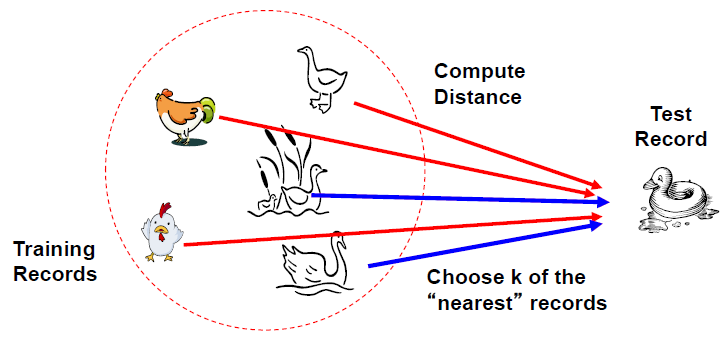 Compute
Distance
Test
Record
Training
Records
Choose k of the
“nearest” records